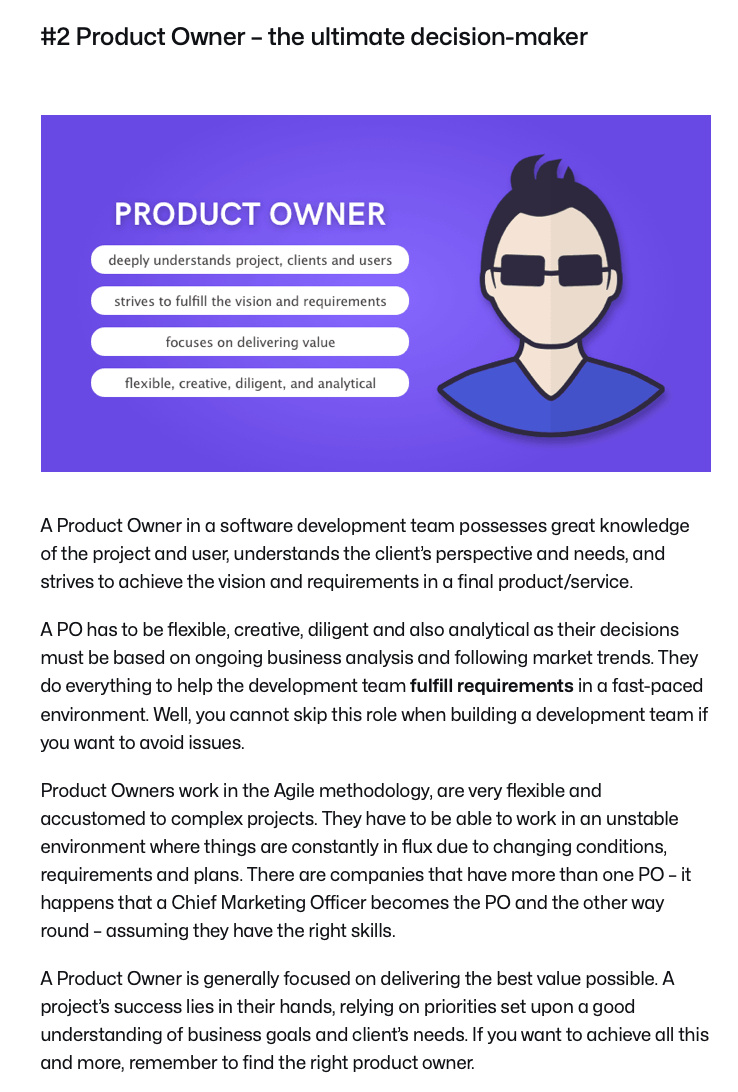 #2 Product Owner – the ultimate decision-maker
PRODUCT OWNER
deeply understands project, clients and users
strives to fulfill the vision and requirements
focuses on delivering value
flexible, creative, diligent, and analytical
A Product Owner in a software development team possesses great knowledge
of the project and user, understands the client’s perspective and needs, and
strives to achieve the vision and requirements in a final product/service.
A PO has to be flexible, creative, diligent and also analytical as their decisions
must be based on ongoing business analysis and following market trends. They
do everything to help the development team fulfill requirements in a fast-paced
environment. Well, you cannot skip this role when building a development team if
you want to avoid issues.
Product Owners work in the Agile methodology, are very flexible and
accustomed to complex projects. They have to be able to work in an unstable
environment where things are constantly in flux due to changing conditions,
requirements and plans. There are companies that have more than one PO – it
happens that a Chief Marketing Officer becomes the PO and the other way
round – assuming they have the right skills.
A Product Owner is generally focused on delivering the best value possible. A
project’s success lies in their hands, relying on priorities set upon a good
understanding of business goals and client’s needs. If you want to achieve all this
and more, remember to find the right product owner.